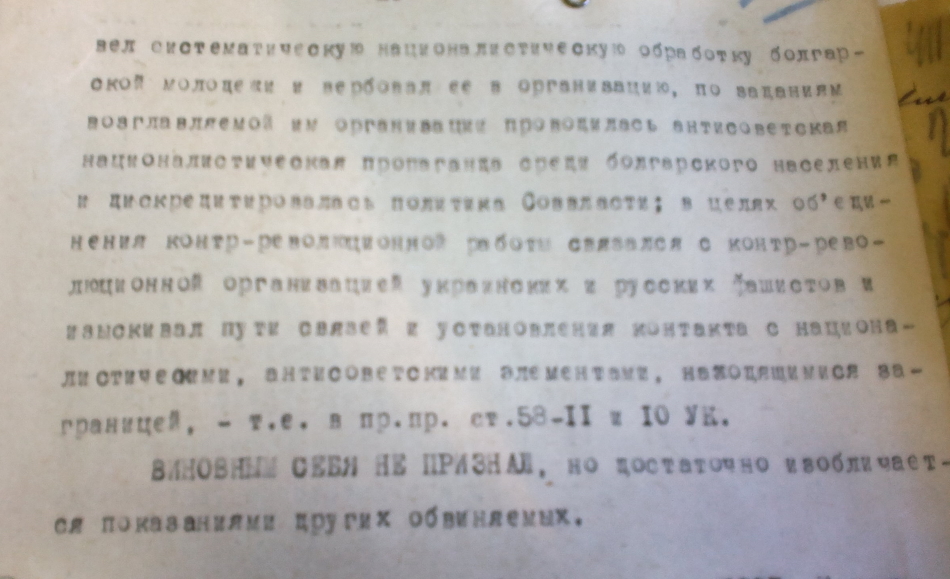 вел систематическую националистическую обработку болгар-
ской молодежи и вербовал ее в организацию, по заданиям
возглавляемой им организации проводилась антисоветская
националистическая пропаганда среди болгарского населения
и дискредитировалась политика Соввласти; в целях об'еди-
нения контр-революционной работы связался с контр-рево-
люционной организацией украинских и русских фашистов и
изыскивал пути связей и установления контакта с национа-
листическими, антисоветскими элементами, находящимися за-
границей, - т.е. в пр.пр. ст.58-II и IO УК.
ВИНОВНЫМ СЕБЯ НЕ ПРИЗНАЛ, но достаточно изобличает-
ся показаниями других обвиняемых.